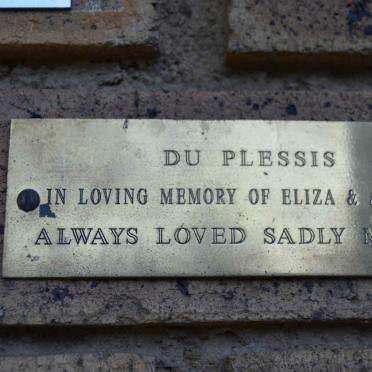 DU PLESSIS
IN LOVING MEMORY OF ELIZA &
ALWAYS LOVED SADLY